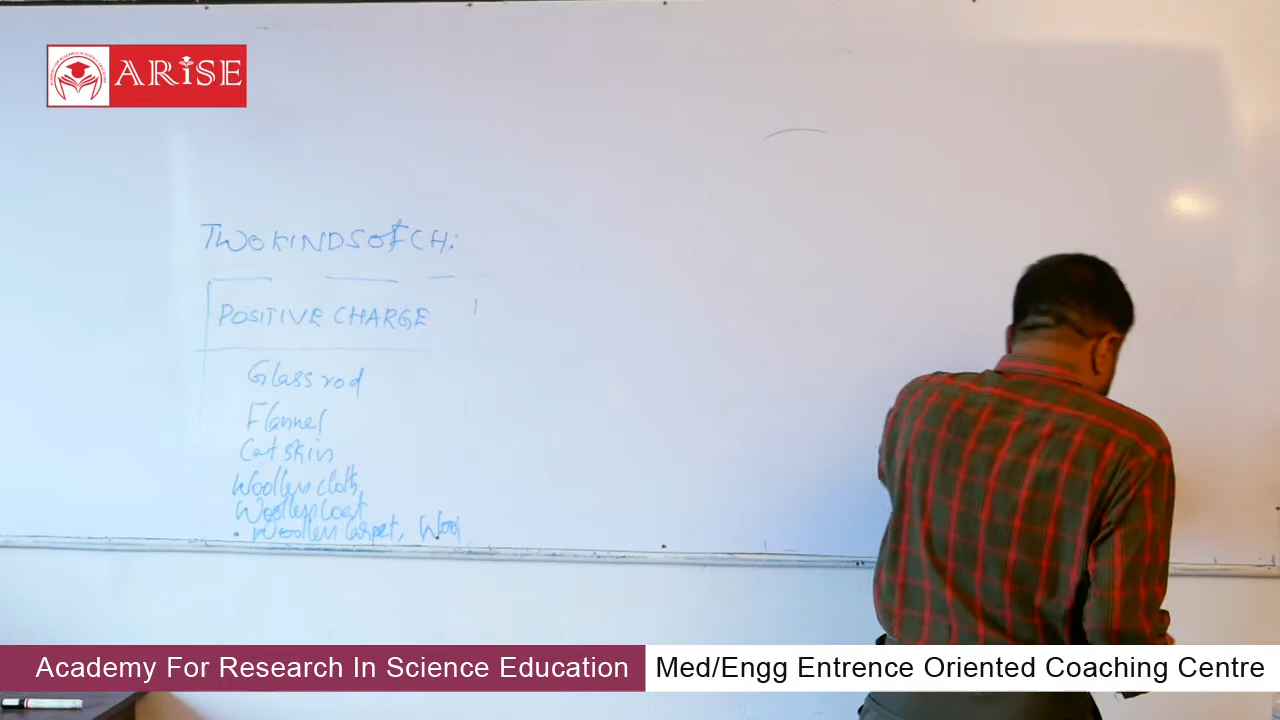 ARISE
TWO KINDS OF CH
POSITIVE CHARGE
Glass rod
Flannel
Cat skin
Woollen cloth,
Woollen Coat
Woollen Carpet, Woo
Academy For Research In Science Education
Med/Engg Entrence Oriented Coaching Centre